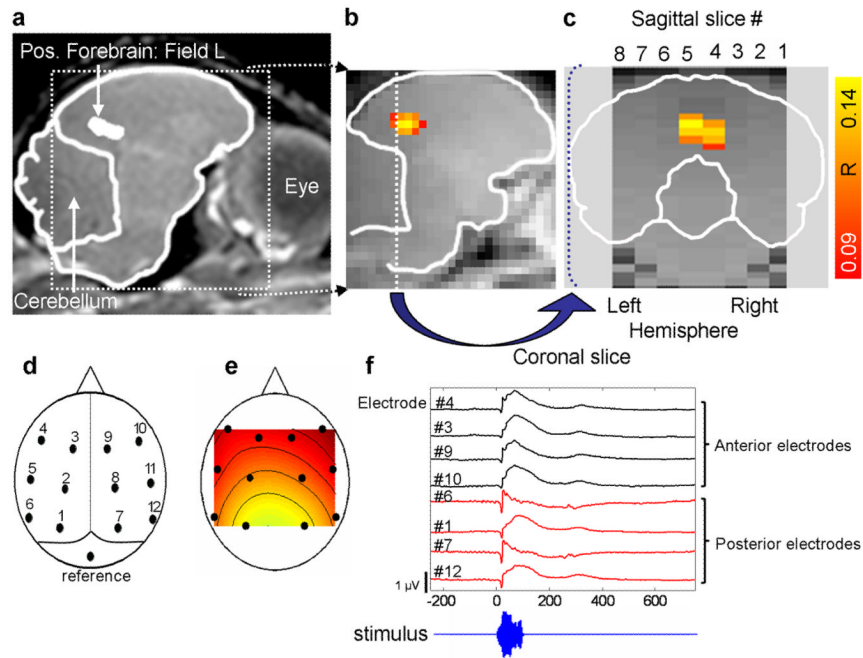 a
Pos. Forebrain: Field L
Eye
Cerebellum
b
c
Sagittal slice #
8 7 6 5 4 3 2 1
0.09 R 0.14
Left Right
Hemisphere
Coronal slice
d
4 3 9 10
5 2 8 11
6 1 7 12
reference
e
f
Electrode
#4
#3
#9
#10
#6
#1
#7
#12
Anterior electrodes
Posterior electrodes
1 µV
-200 0 200 400 600
stimulus